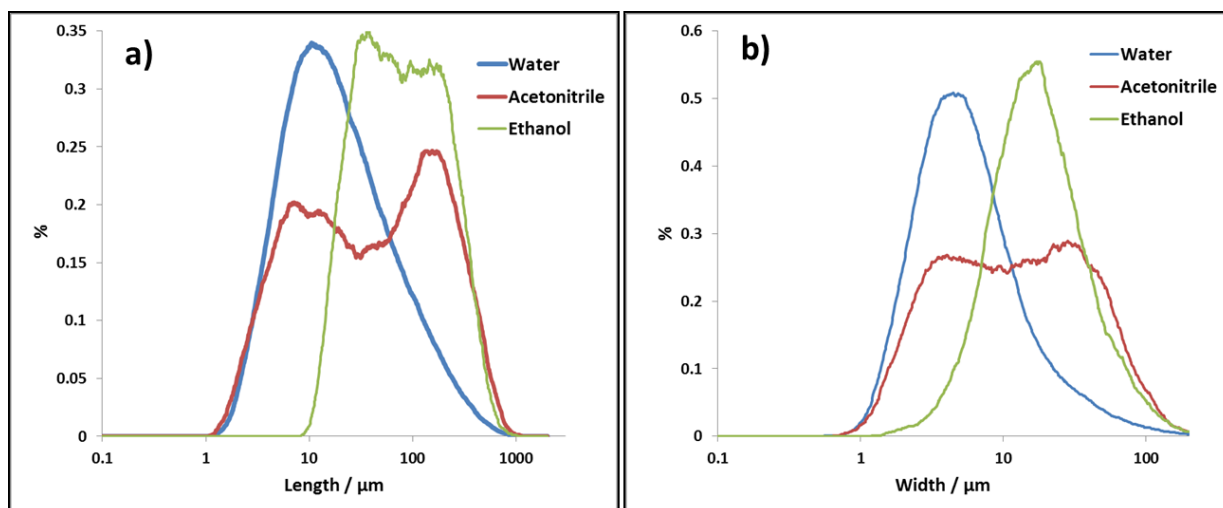 a)
Water
Acetonitrile
Ethanol
0.35
0.3
0.25
0.2
0.15
0.1
0.05
0
%
0.1 1 10 100 1000
Length / µm
b)
Water
Acetonitrile
Ethanol
0.6
0.5
0.4
0.3
0.2
0.1
0
%
0.1 1 10 100
Width / µm